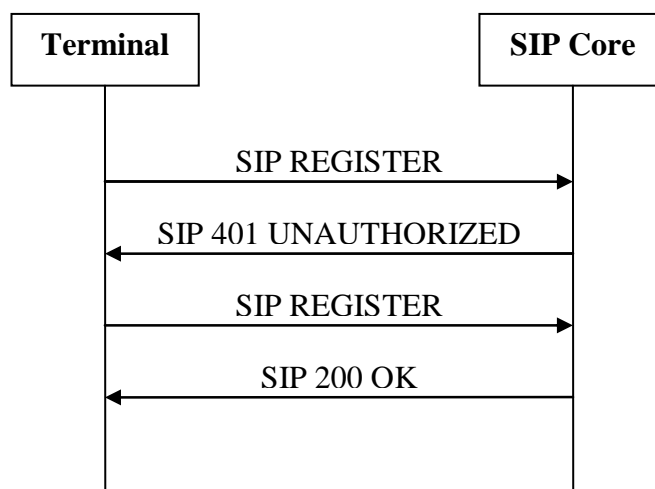 Terminal
SIP Core
SIP REGISTER
SIP 401 UNAUTHORIZED
SIP REGISTER
SIP 200 OK